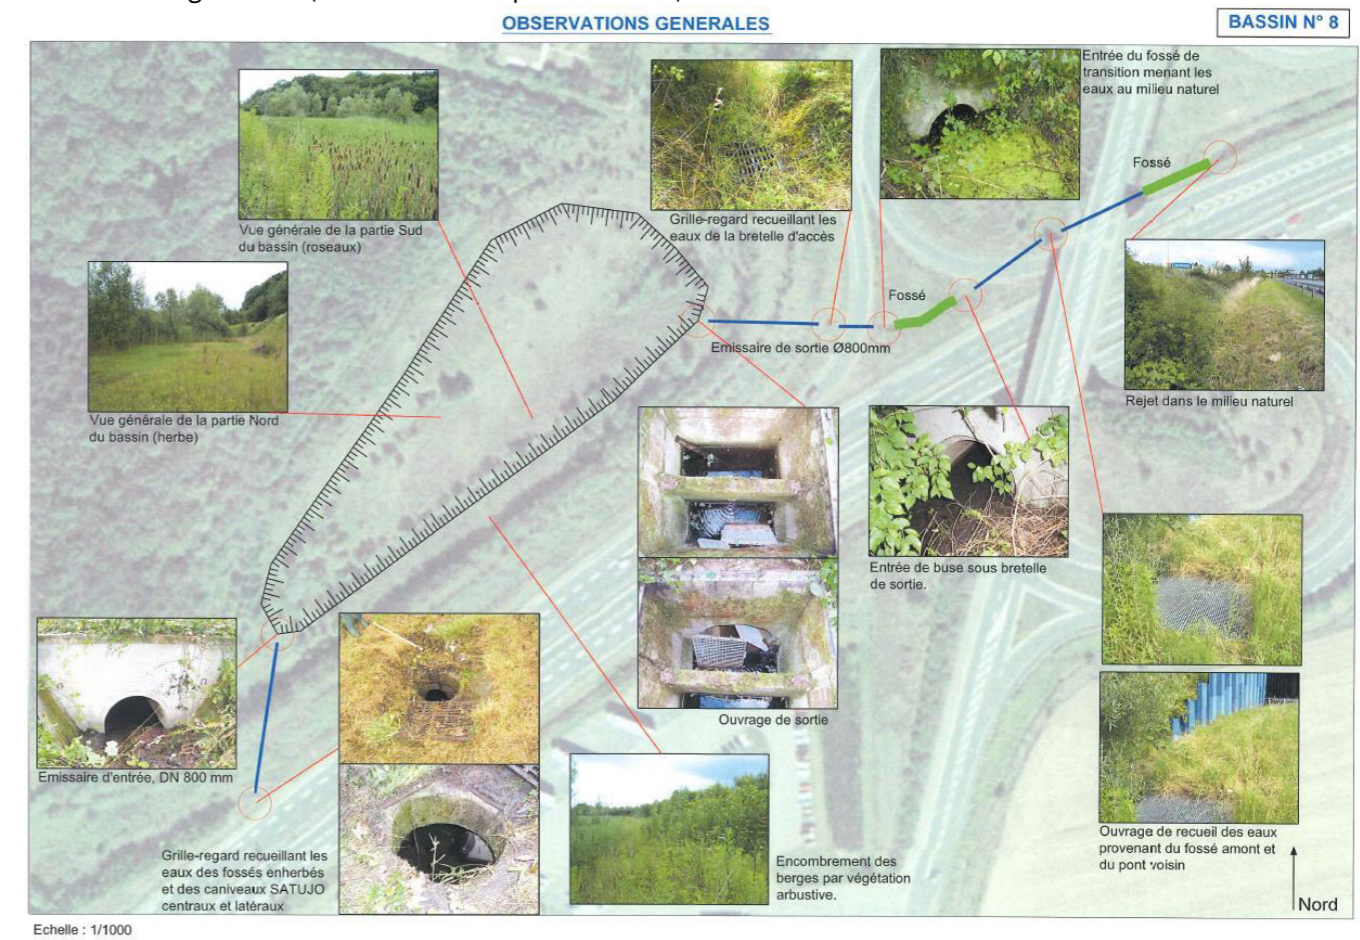 OBSERVATIONS GENERALES
BASSIN N° 8
Entrée du fossé de
transition menant les
eaux au milieu naturel
Fossé
Grille-regard recueillant les
eaux de la bretelle d'accès
Vue générale de la partie Sud
du bassin (roseaux)
Fossé
Emissaire de sortie Ø800mm
Rejet dans le milieu naturel
Vue générale de la partie Nord
du bassin (herbe)
Entrée de buse sous bretelle
de sortie.
Ouvrage de sortie
Emissaire d'entrée, DN 800 mm
Ouvrage de recueil des eaux
provenant du fossé amont et
du pont voisin
Grille-regard recueillant les
eaux des fossés enherbés
et des caniveaux SATUJO
centraux et latéraux
Encombrement des
berges par végétation
arbustive.
Nord
Echelle : 1/1000